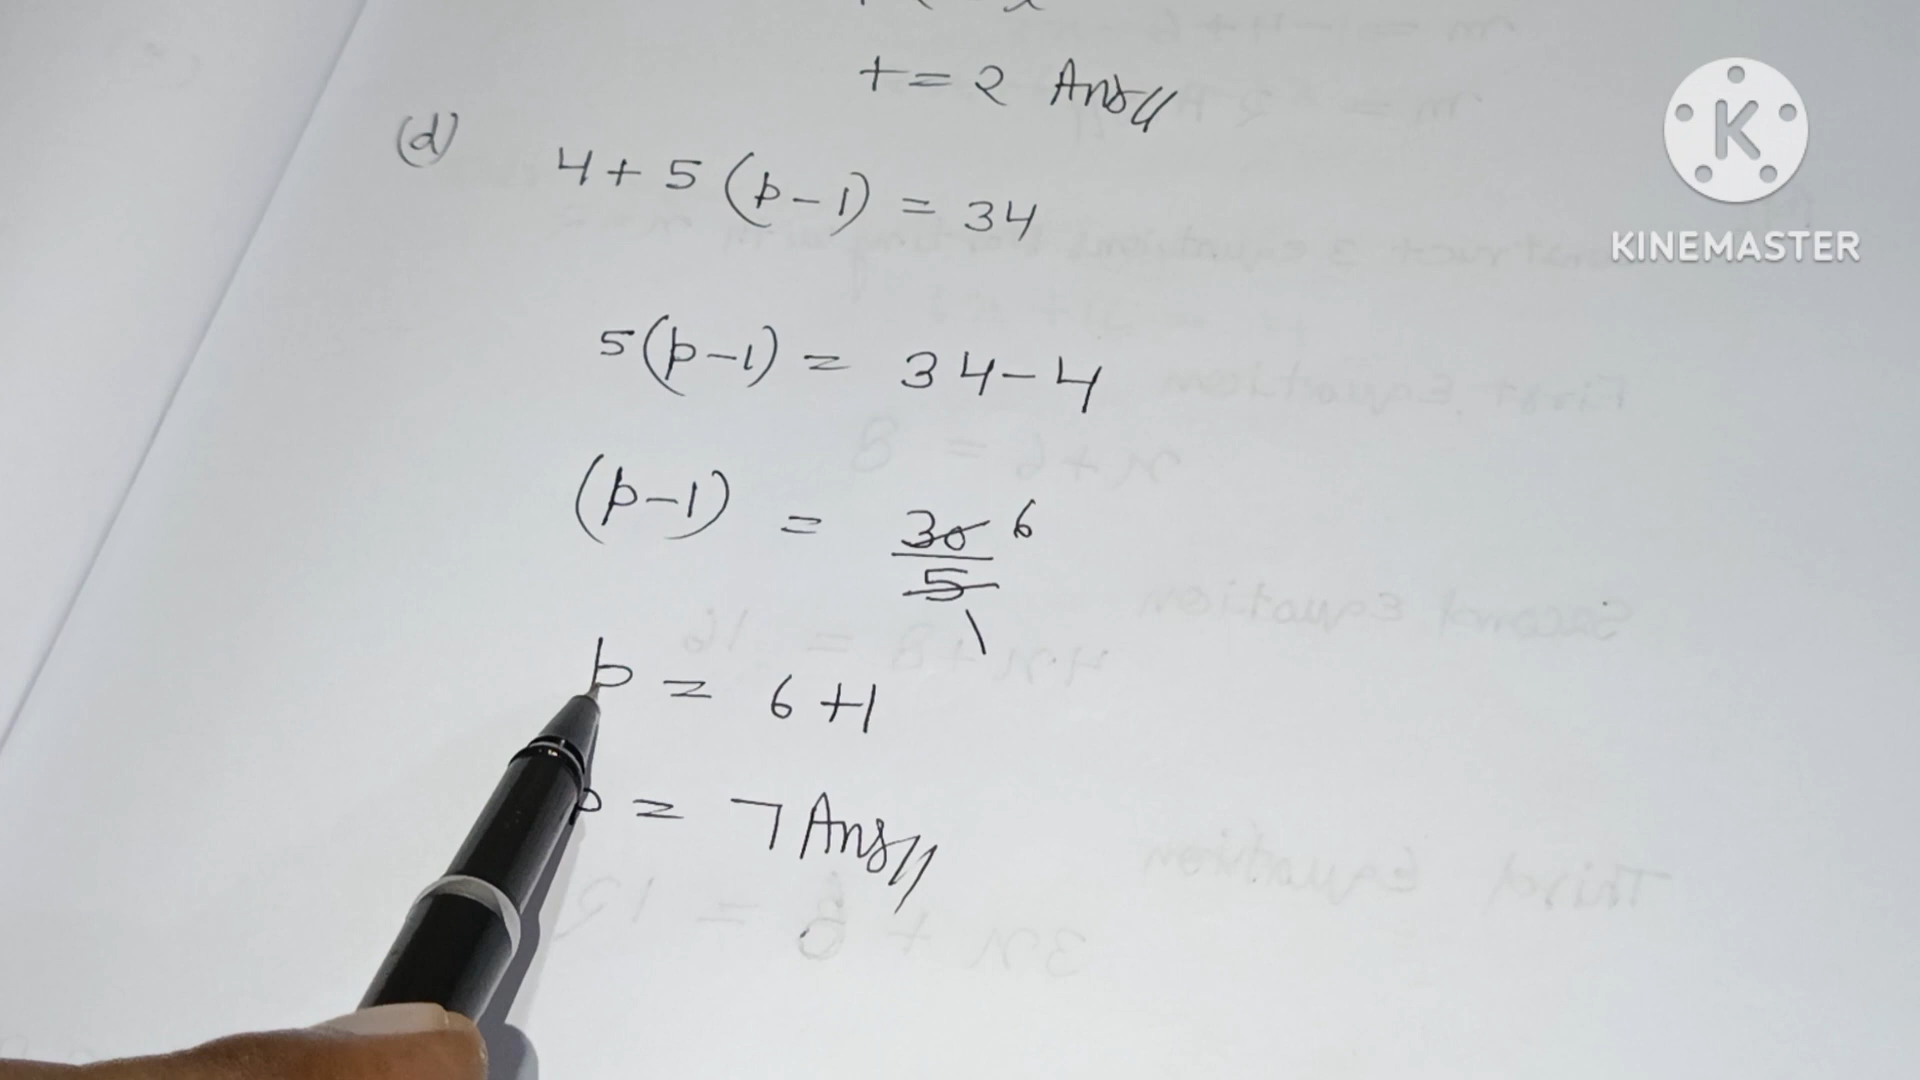 t = 2 Ans
(d) 4 + 5 (p - 1) = 34
5(p - 1) = 34 - 4
(p - 1) = 30/5 6 1
p = 6 + 1
p = 7 Ans
K
KINEMASTER